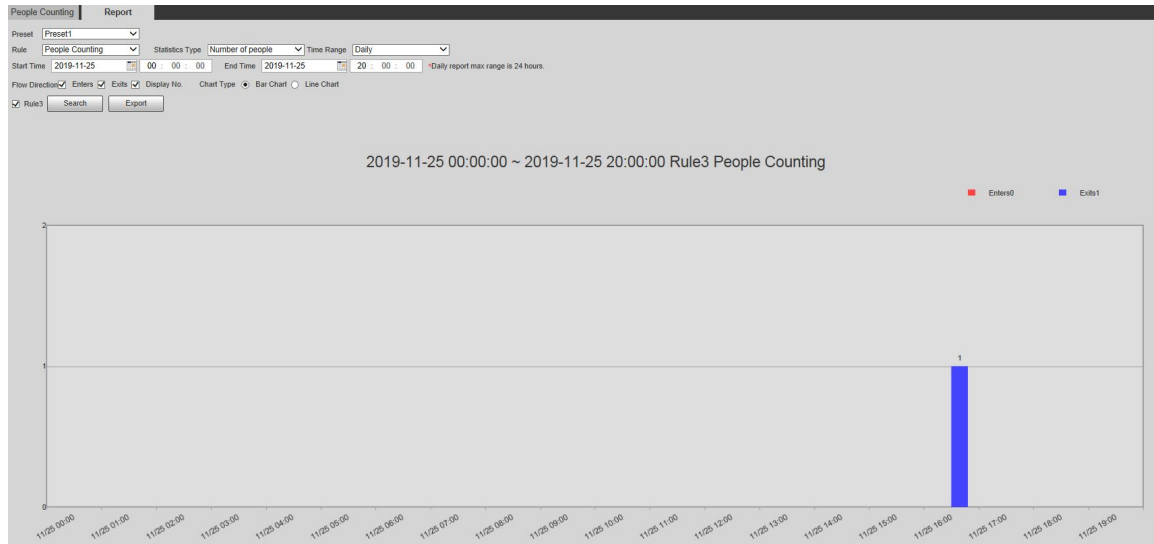 People Counting Report
Preset Preset1
Rule People Counting Statistics Type Number of people Time Range Daily
Start Time 2019-11-25 00 : 00 : 00 End Time 2019-11-25 20 : 00 : 00 *Daily report max range is 24 hours.
Flow Direction Enters Exits Display No. Chart Type Bar Chart Line Chart
Rule3 Search Export
2019-11-25 00:00:00 ~ 2019-11-25 20:00:00 Rule3 People Counting
Enters0 Exits1
2
1
1
0
11/25 00:00 11/25 01:00 11/25 02:00 11/25 03:00 11/25 04:00 11/25 05:00 11/25 06:00 11/25 07:00 11/25 08:00 11/25 09:00 11/25 10:00 11/25 11:00 11/25 12:00 11/25 13:00 11/25 14:00 11/25 15:00 11/25 16:00 11/25 17:00 11/25 18:00 11/25 19:00